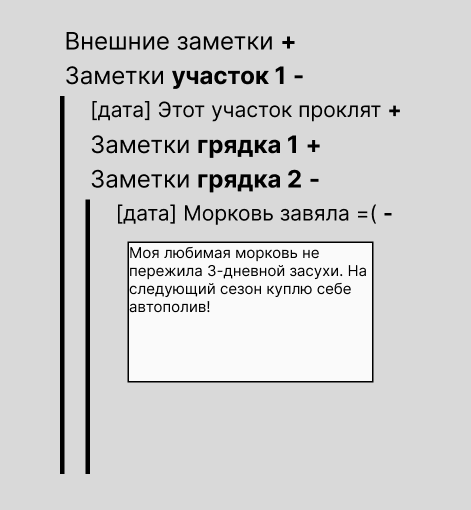 Внешние заметки +
Заметки участок 1 -
[дата] Этот участок проклят +
Заметки грядка 1 +
Заметки грядка 2 -
[дата] Морковь завяла =( -
Моя любимая морковь не
пережила 3-дневной засухи. На
следующий сезон куплю себе
автополив!